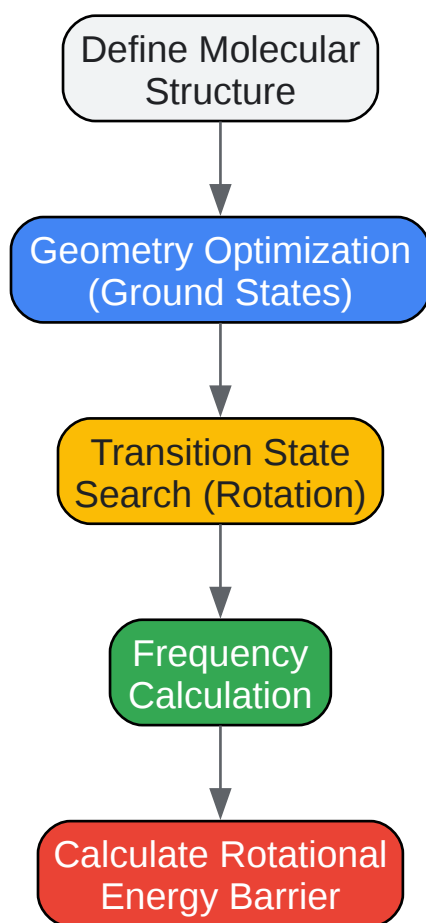 Define Molecular
Structure
Geometry Optimization
(Ground States)
Transition State
Search (Rotation)
Frequency
Calculation
Calculate Rotational
Energy Barrier